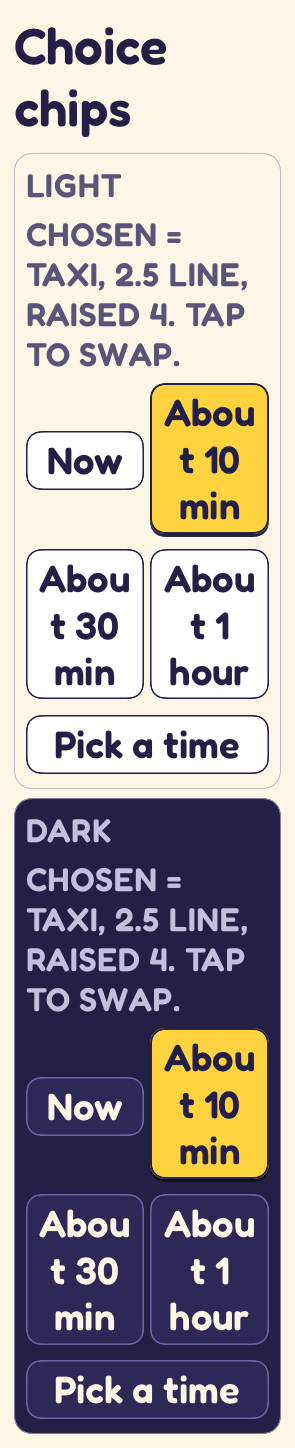 Choice
chips
LIGHT
CHOSEN =
TAXI, 2.5 LINE,
RAISED 4. TAP
TO SWAP.
Now
Abou
t 10
min
Abou
t 30
min
Abou
t 1
hour
Pick a time
DARK
CHOSEN =
TAXI, 2.5 LINE,
RAISED 4. TAP
TO SWAP.
Now
Abou
t 10
min
Abou
t 30
min
Abou
t 1
hour
Pick a time